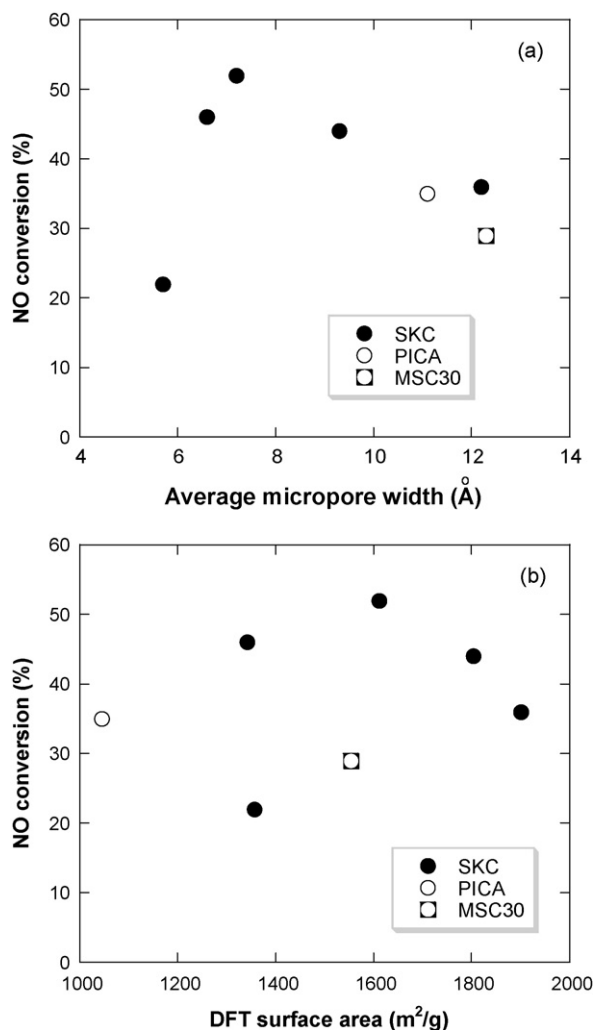 60
(a)
50
40
30
20
10
0
NO conversion (%)
SKC
PICA
MSC30
4 6 8 10 12 14
Average micropore width (Å)
60
(b)
50
40
30
20
10
0
NO conversion (%)
SKC
PICA
MSC30
1000 1200 1400 1600 1800 2000
DFT surface area (m²/g)